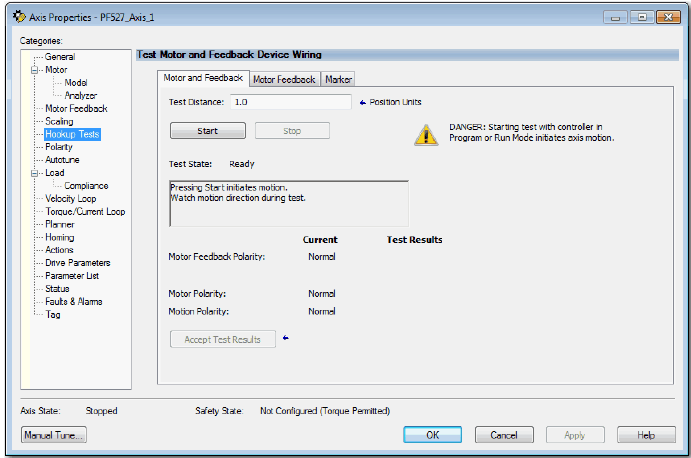 Axis Properties - PF527_Axis_1
Categories:
General
Motor
Model
Analyzer
Motor Feedback
Scaling
Hookup Tests
Polarity
Autotune
Load
Compliance
Velocity Loop
Torque/Current Loop
Planner
Homing
Actions
Drive Parameters
Parameter List
Status
Faults & Alarms
Tag
Test Motor and Feedback Device Wiring
Motor and Feedback Motor Feedback Marker
Test Distance: 1.0 Position Units
Start Stop
DANGER: Starting test with controller in
Program or Run Mode initiates axis motion.
Test State: Ready
Pressing Start initiates motion.
Watch motion direction during test.
Current Test Results
Motor Feedback Polarity: Normal
Motor Polarity: Normal
Motion Polarity: Normal
Accept Test Results
Axis State: Stopped Safety State: Not Configured (Torque Permitted)
Manual Tune... OK Cancel Apply Help